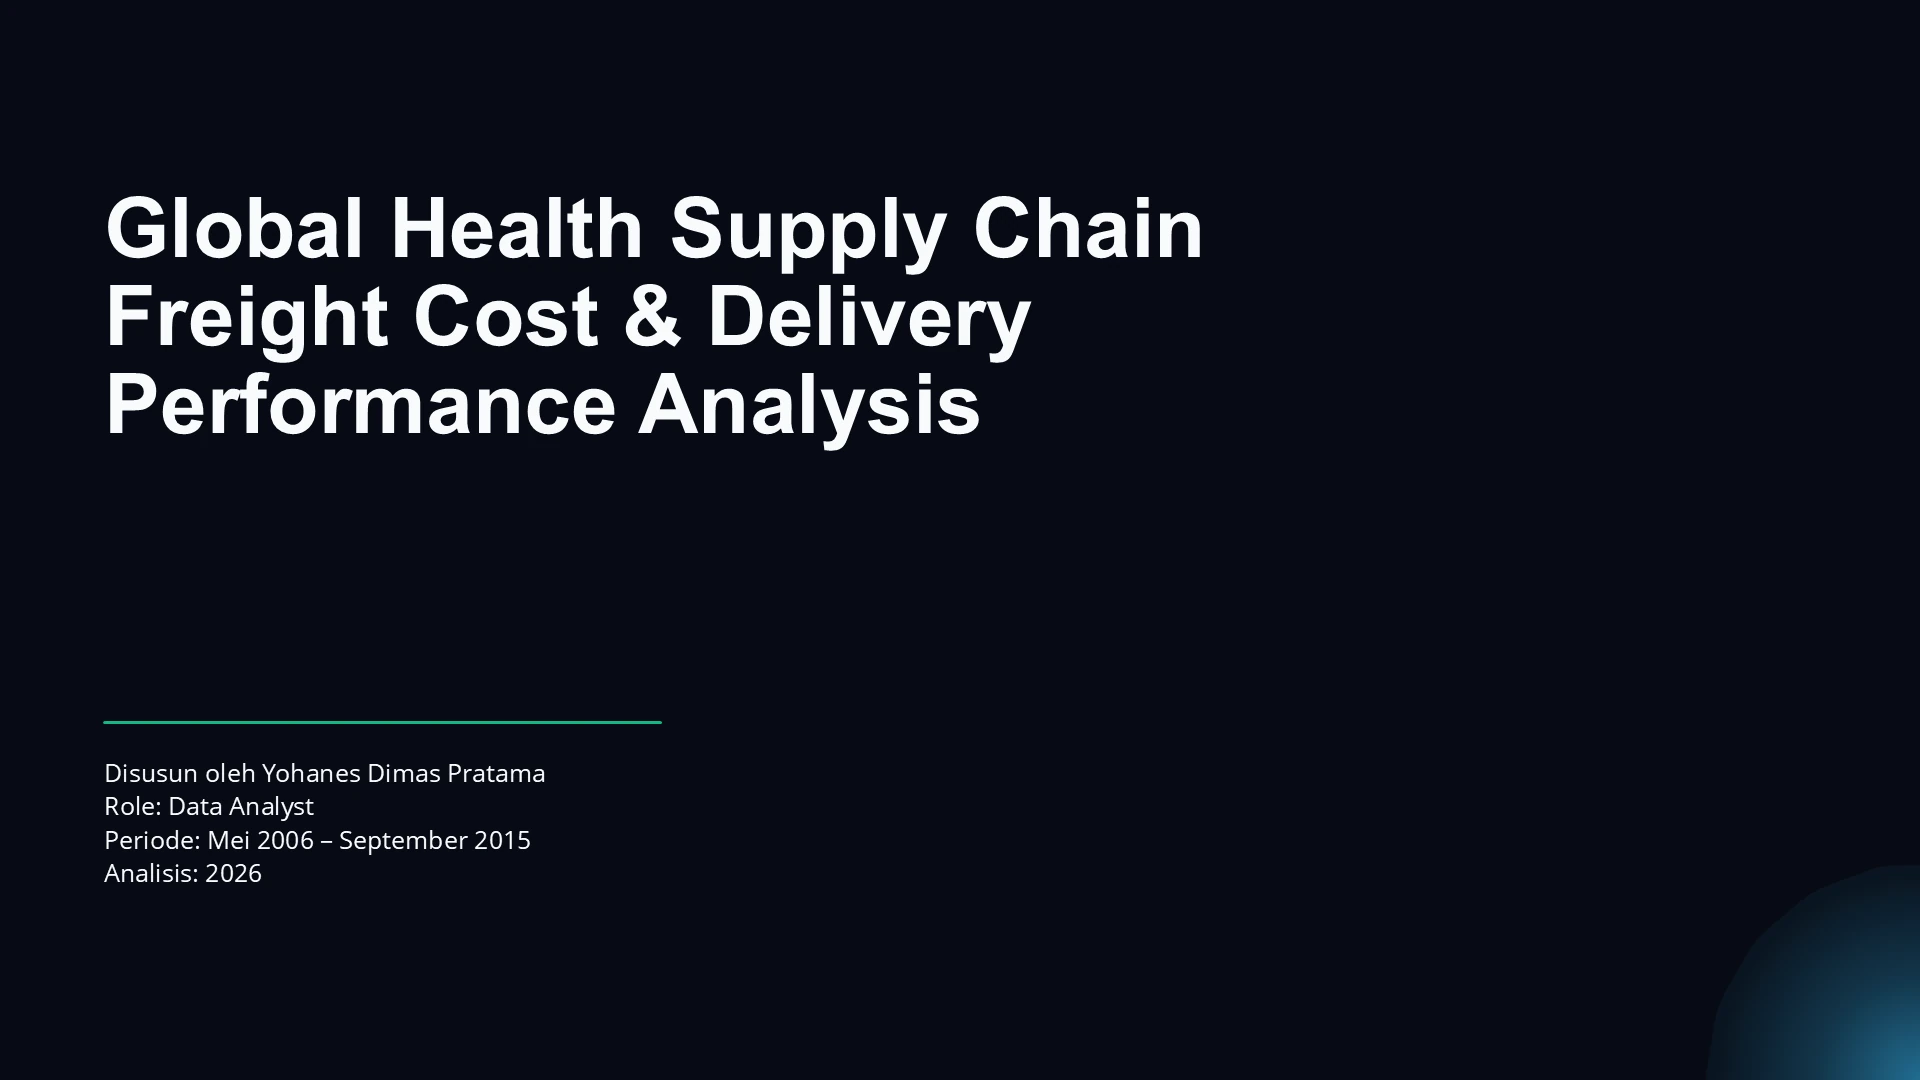 Global Health Supply Chain
Freight Cost & Delivery
Performance Analysis
Disusun oleh Yohanes Dimas Pratama
Role: Data Analyst
Periode: Mei 2006 – September 2015
Analisis: 2026